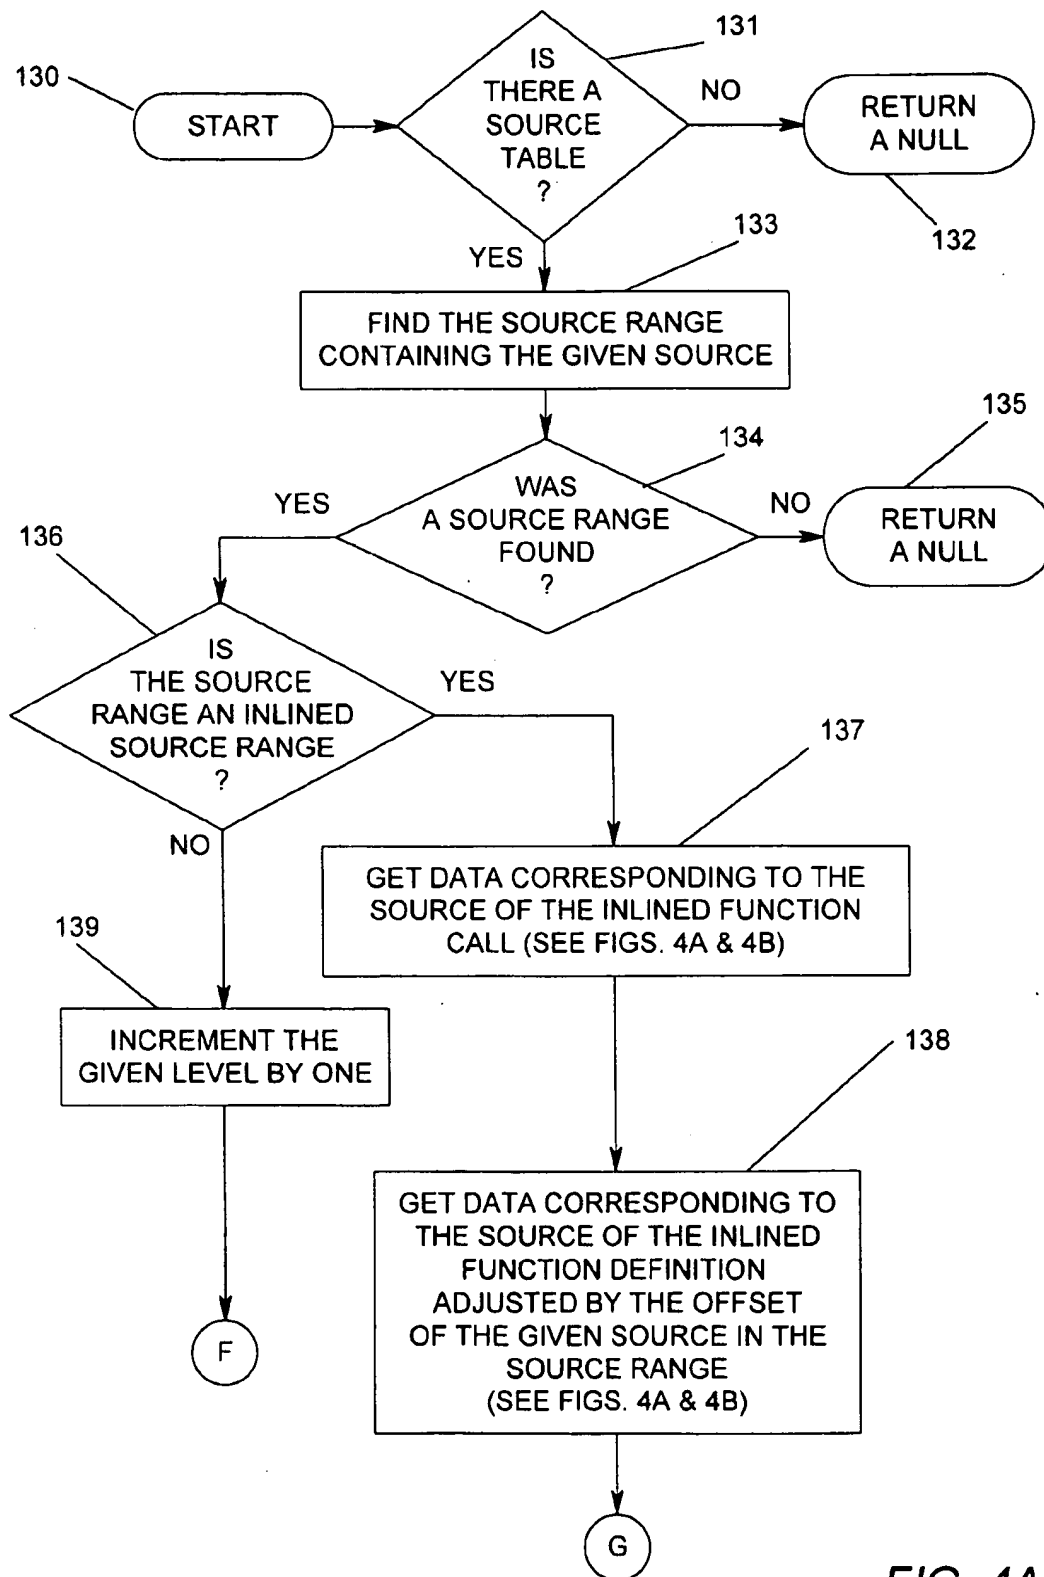 130
START
IS
THERE A
SOURCE
TABLE
?
131
NO
RETURN
A NULL
132
YES
133
FIND THE SOURCE RANGE
CONTAINING THE GIVEN SOURCE
134
135
YES
WAS
A SOURCE RANGE
FOUND
?
NO
RETURN
A NULL
136
IS
THE SOURCE
RANGE AN INLINED
SOURCE RANGE
?
YES
NO
137
GET DATA CORRESPONDING TO THE
SOURCE OF THE INLINED FUNCTION
CALL (SEE FIGS. 4A & 4B)
139
INCREMENT THE
GIVEN LEVEL BY ONE
138
GET DATA CORRESPONDING TO
THE SOURCE OF THE INLINED
FUNCTION DEFINITION
ADJUSTED BY THE OFFSET
OF THE GIVEN SOURCE IN THE
SOURCE RANGE
(SEE FIGS. 4A & 4B)
F
G
FIG. 4A